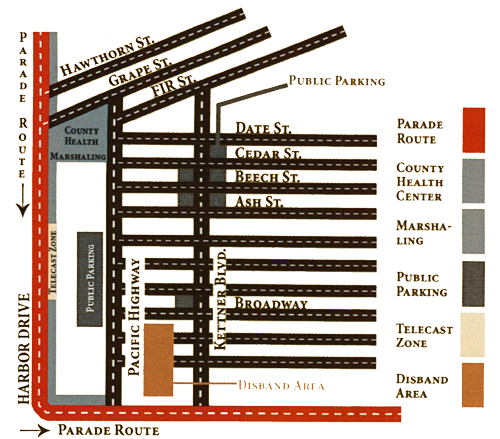 PARADE ROUTE
HAWTHORN ST.
GRAPE ST.
FIR ST.
PUBLIC PARKING
DATE ST.
CEDAR ST.
BEECH ST.
ASH ST.
COUNTY
HEALTH
MARSHALING
TELECAST ZONE
PUBLIC PARKING
PACIFIC HIGHWAY
KETTNER BLVD.
BROADWAY
HARBOR DRIVE
DISBAND AREA
PARADE ROUTE
PARADE
ROUTE
COUNTY
HEALTH
CENTER
MARSHA-
LING
PUBLIC
PARKING
TELECAST
ZONE
DISBAND
AREA